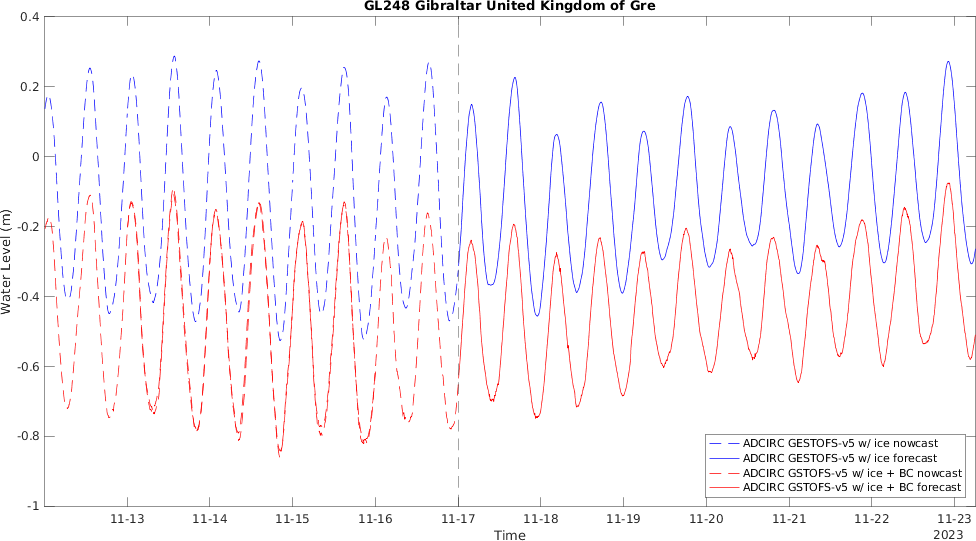 GL248 Gibraltar United Kingdom of Gre
0.4
0.2
0
-0.2
-0.4
-0.6
-0.8
-1
Water Level (m)
ADCIRC GESTOFS-v5 w/ ice nowcast
ADCIRC GESTOFS-v5 w/ ice forecast
ADCIRC GSTOFS-v5 w/ ice + BC nowcast
ADCIRC GSTOFS-v5 w/ ice + BC forecast
11-13 11-14 11-15 11-16 11-17 11-18 11-19 11-20 11-21 11-22 11-23
Time
2023